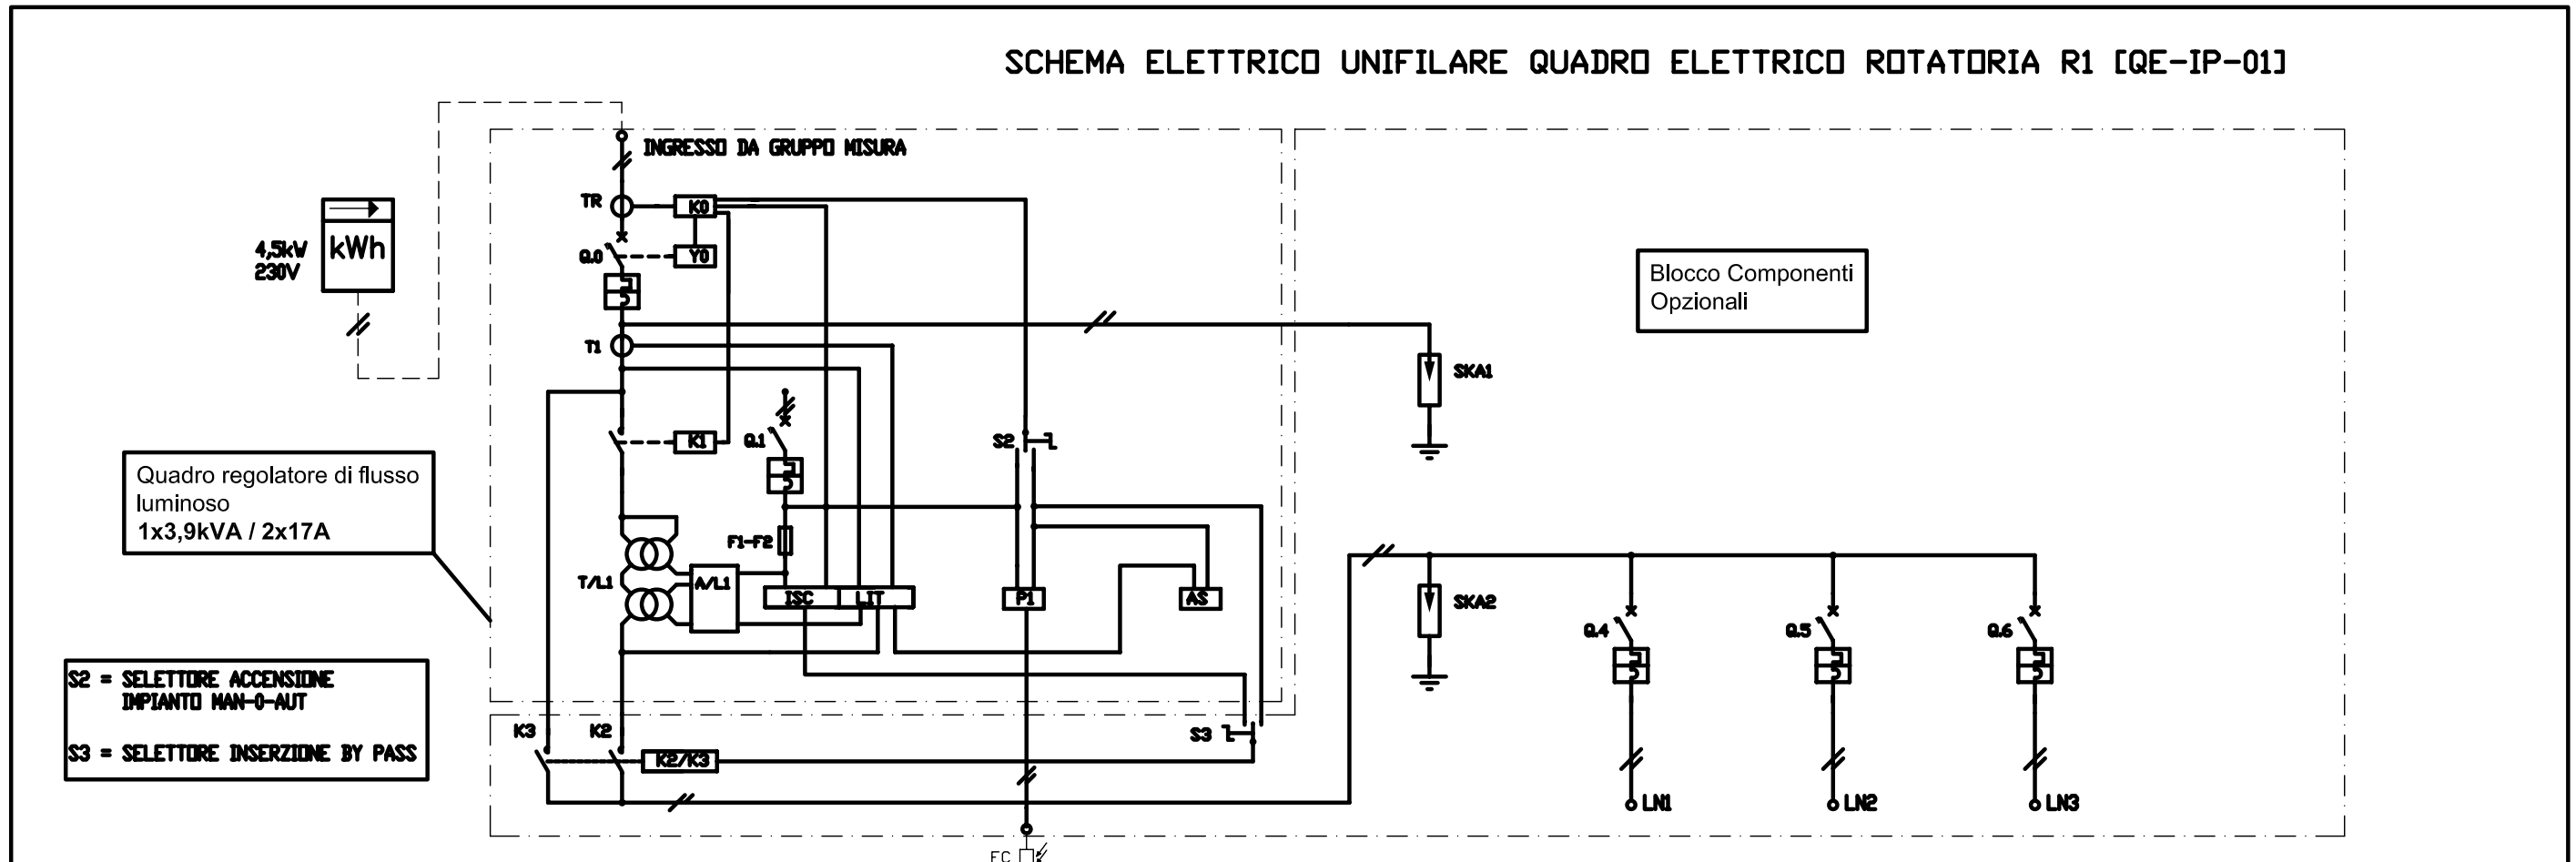 SCHEMA ELETTRICO UNIFILARE QUADRO ELETTRICO ROTATORIA R1 [QE-IP-01]
INGRESSO DA GRUPPO MISURA
TR
K0
4,5kW
230V
kWh
Q.0
Y0
Blocco Componenti
Opzionali
T1
SKA1
K1
Q.1
S2
Quadro regolatore di flusso
luminoso
1x3,9kVA / 2x17A
F1-F2
T/L1
A/L1
ISC
LIT
P1
AS
SKA2
Q.4
Q.5
Q.6
S2 = SELETTORE ACCENSIONE
IMPIANTO MAN-0-AUT
S3 = SELETTORE INSERZIONE BY PASS
K3
K2
S3
K2/K3
LN1
LN2
LN3
FC